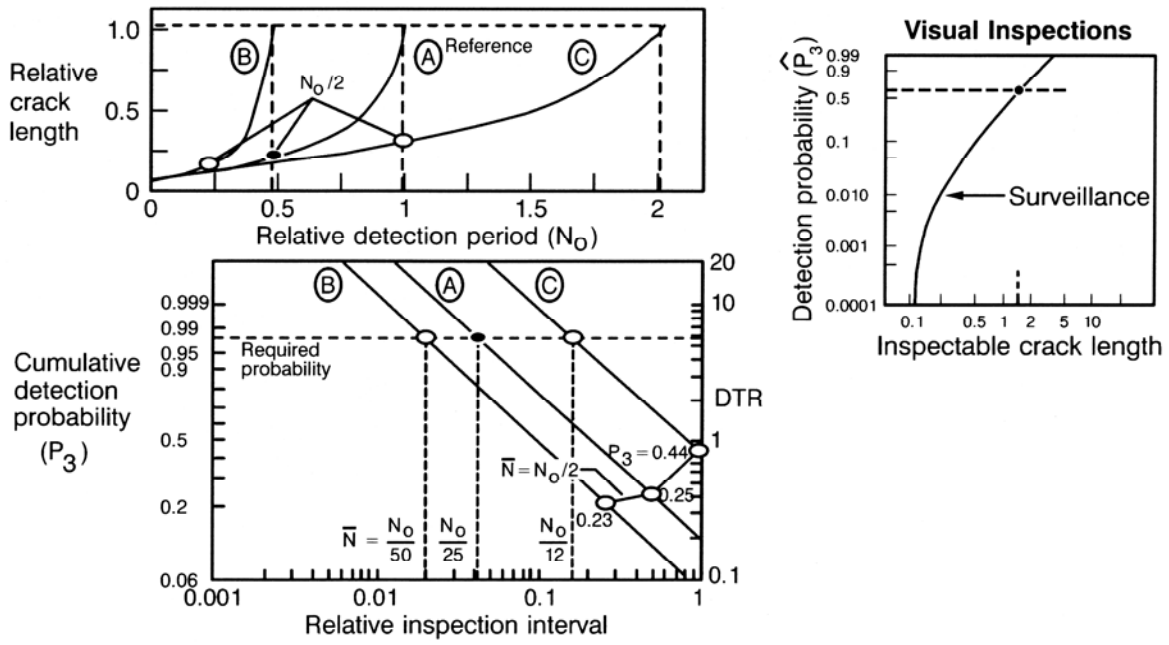 1.0
0.5
0
Relative
crack
length
B
A
Reference
C
N₀/2
0 0.5 1 1.5 2
Relative detection period (N₀)
Visual Inspections
Detection probability (P̂₃)
0.99
0.9
0.5
0.1
0.010
0.001
0.0001
Surveillance
0.1 0.5 1 2 5 10
Inspectable crack length
B
A
C
Cumulative
detection
probability
(P₃)
0.999
0.99
0.95
0.9
0.5
0.2
0.06
Required
probability
20
10
DTR
1
0.1
P₃ = 0.44
N̅ = N₀/2
0.25
0.23
N̅ = N₀/50
N₀/25
N₀/12
0.001 0.01 0.1 1
Relative inspection interval